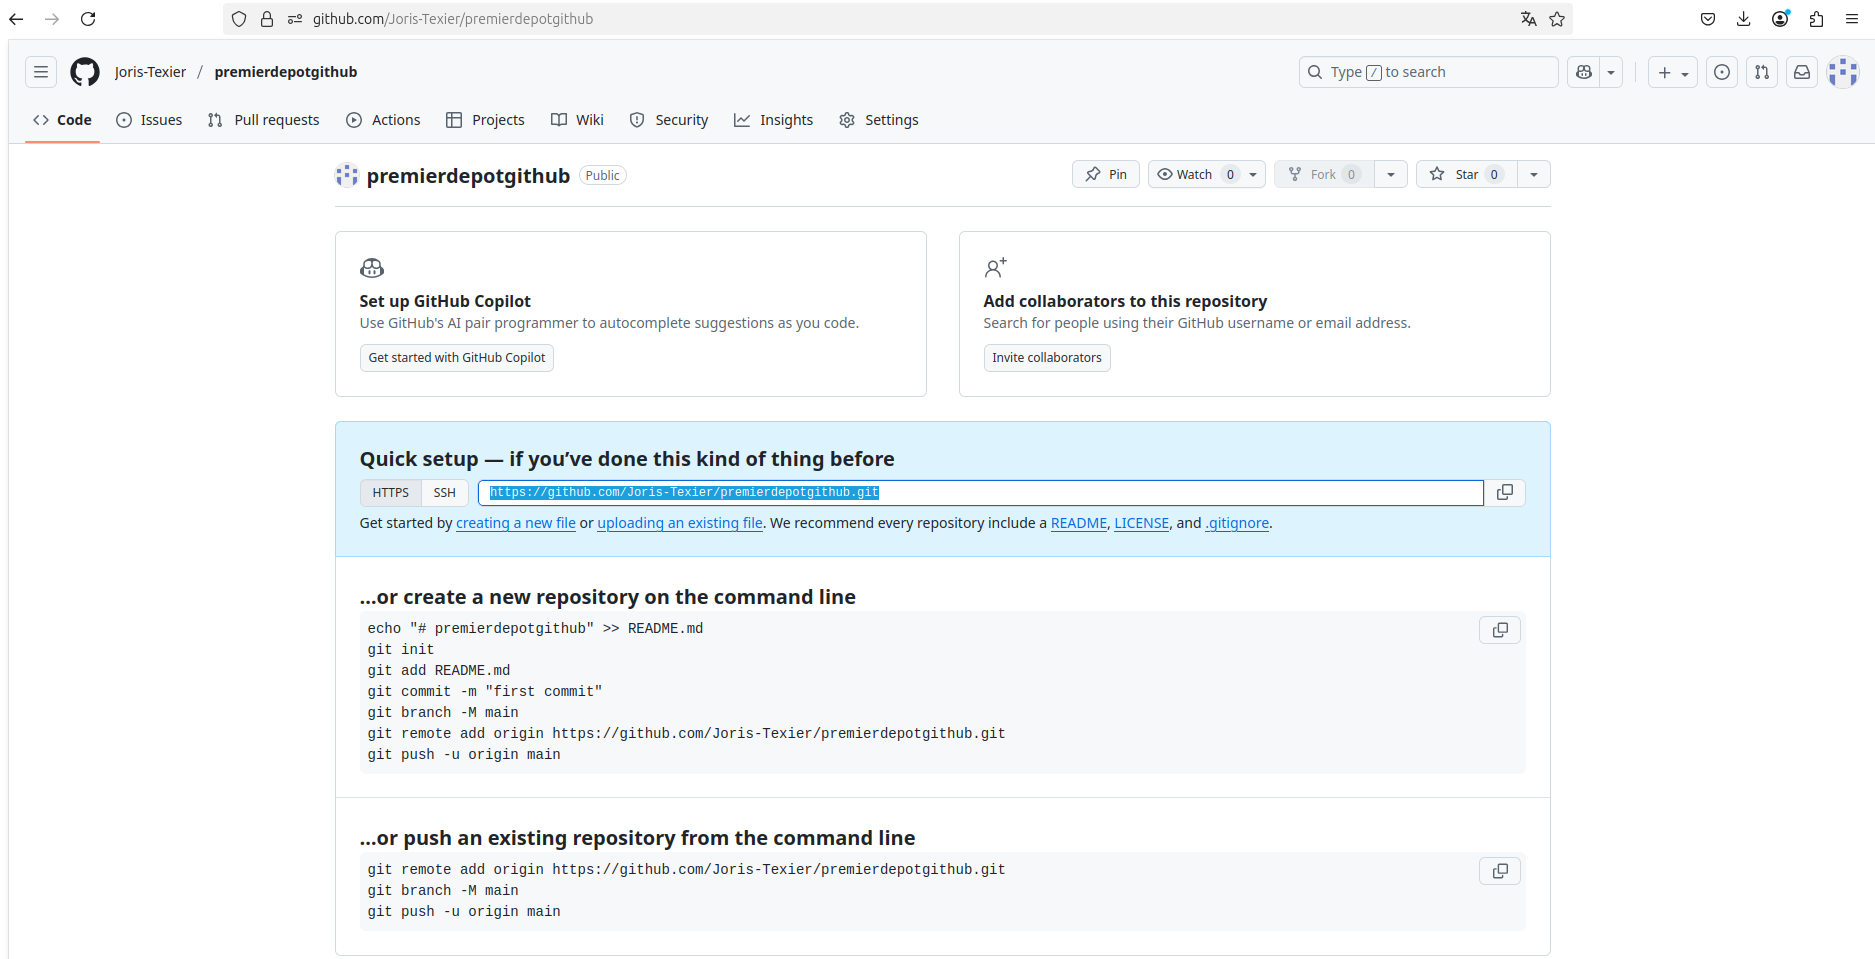 github.com/Joris-Texier/premierdepotgithub
Joris-Texier / premierdepotgithub
Type / to search
Code Issues Pull requests Actions Projects Wiki Security Insights Settings
premierdepotgithub Public
Pin Watch 0 Fork 0 Star 0
Set up GitHub Copilot
Use GitHub's AI pair programmer to autocomplete suggestions as you code.
Get started with GitHub Copilot
Add collaborators to this repository
Search for people using their GitHub username or email address.
Invite collaborators
Quick setup — if you’ve done this kind of thing before
HTTPS SSH https://github.com/Joris-Texier/premierdepotgithub.git
Get started by creating a new file or uploading an existing file. We recommend every repository include a README, LICENSE, and .gitignore.
…or create a new repository on the command line
echo "# premierdepotgithub" >> README.md
git init
git add README.md
git commit -m "first commit"
git branch -M main
git remote add origin https://github.com/Joris-Texier/premierdepotgithub.git
git push -u origin main
…or push an existing repository from the command line
git remote add origin https://github.com/Joris-Texier/premierdepotgithub.git
git branch -M main
git push -u origin main